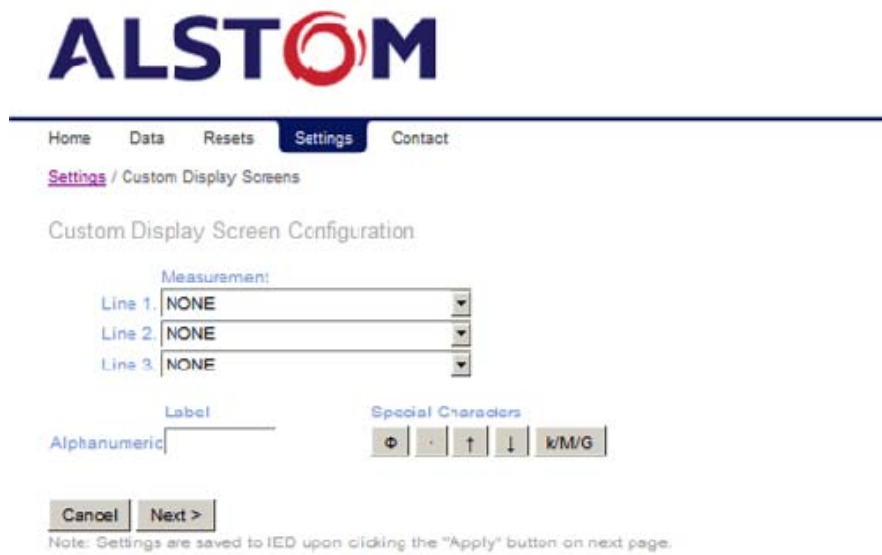 ALSTOM
Home Data Resets Settings Contact
Settings / Custom Display Screens
Custom Display Screen Configuration
Measurement
Line 1. NONE
Line 2. NONE
Line 3. NONE
Label Special Characters
Alphanumeric Φ · ↑ ↓ k/M/G
Cancel Next >
Note: Settings are saved to IED upon clicking the "Apply" button on next page.